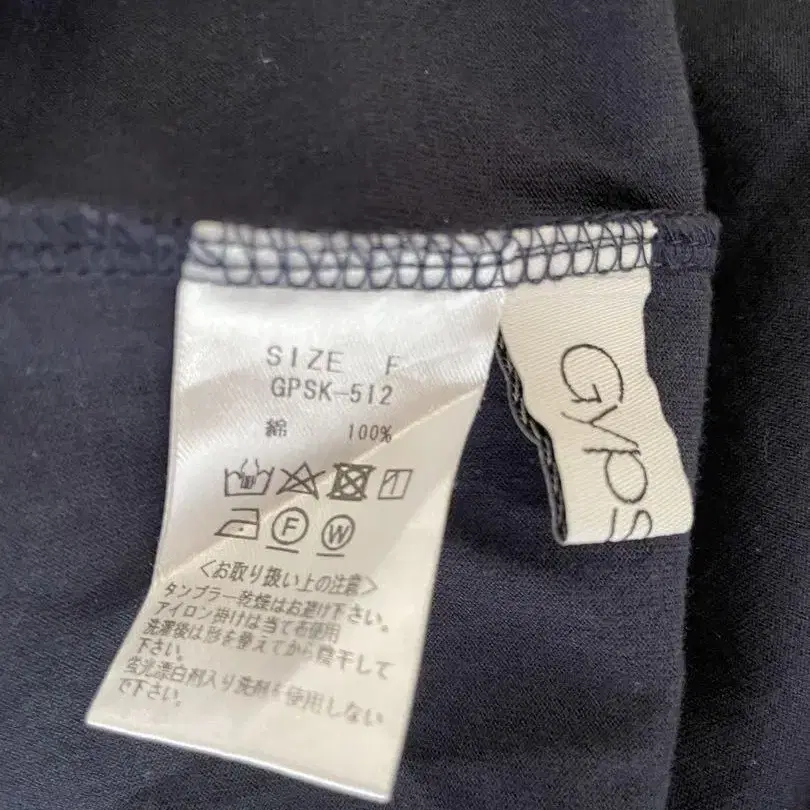 SIZE F
GPSK-512
綿 100%
F
W
<お取り扱い上の注意>
タンブラー乾燥はお避け下さい。
アイロン掛けは当て布使用
洗濯後は形を整えてから陰干して
下さい。
蛍光漂白剤入り洗剤を使用しない
で下さい。
Gyps